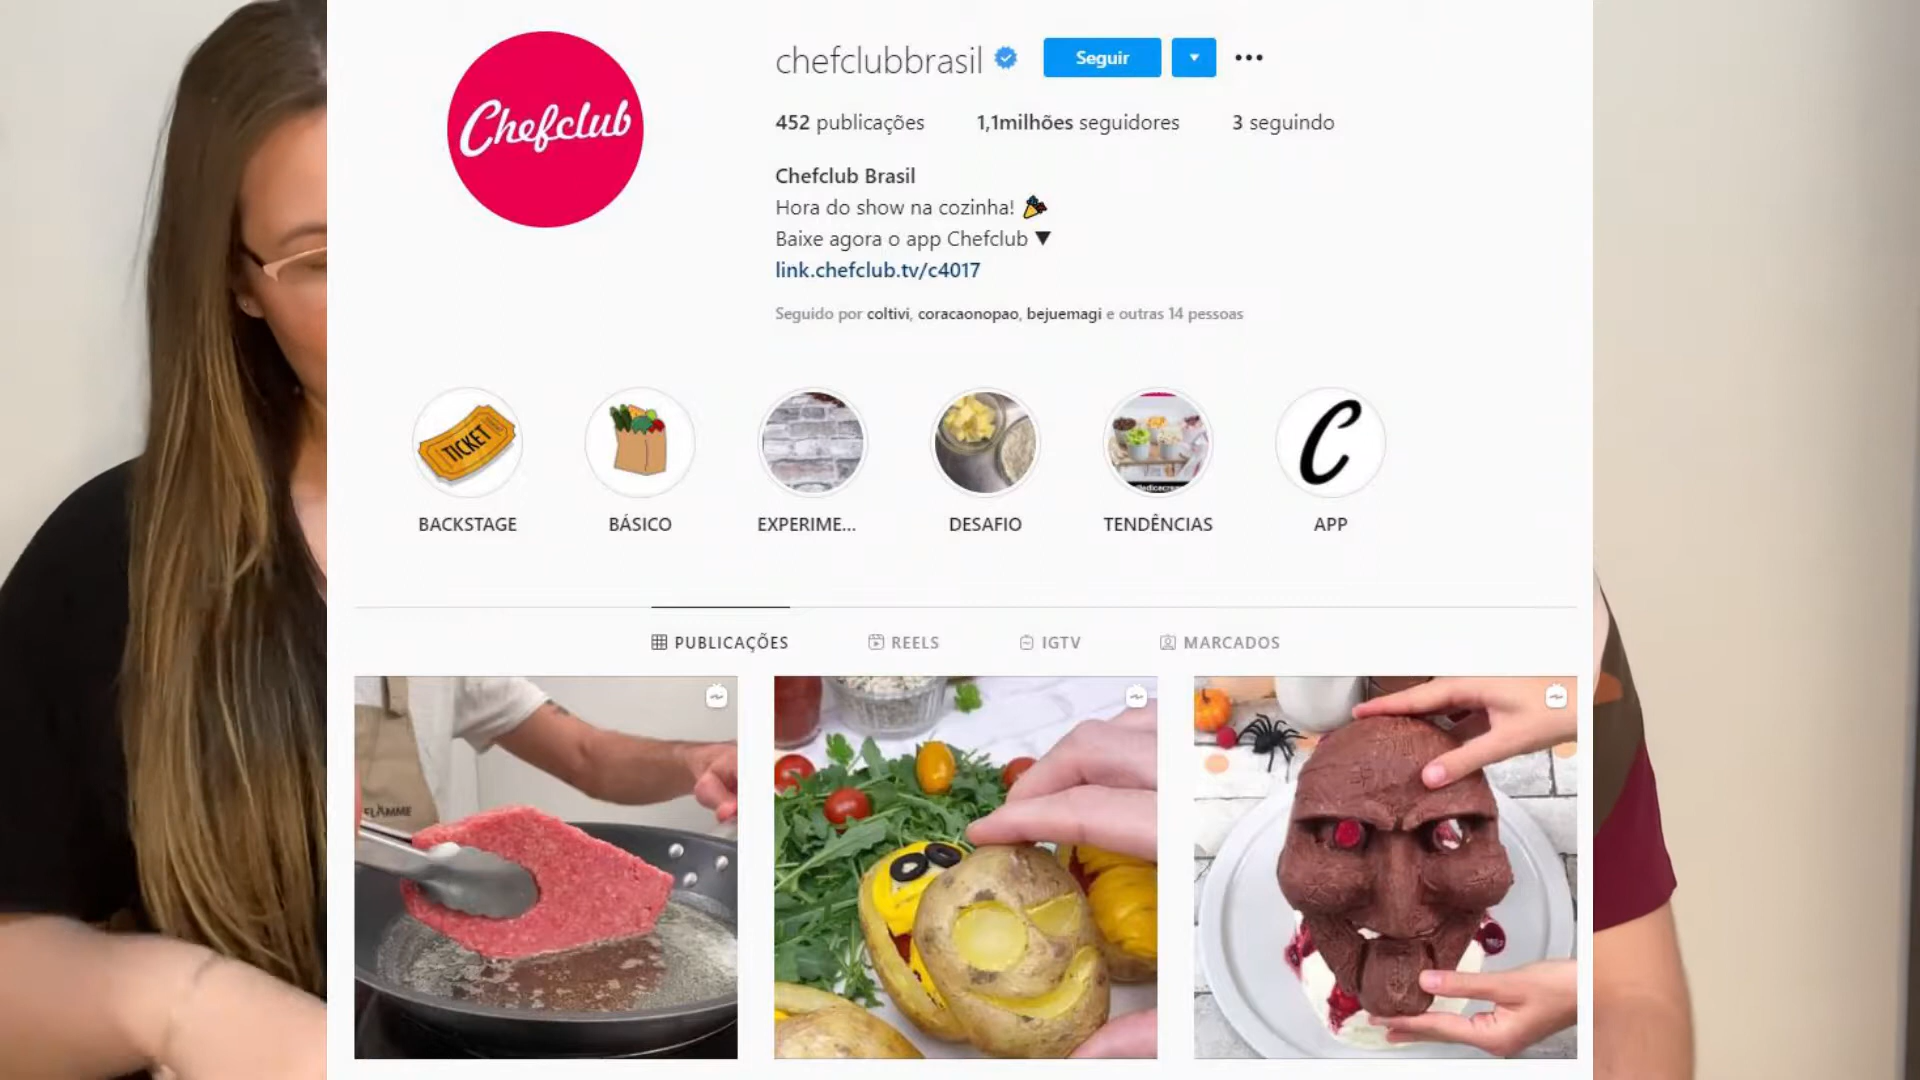 Chefclub
chefclubbrasil
Seguir
452 publicações 1,1milhões seguidores 3 seguindo
Chefclub Brasil
Hora do show na cozinha!
Baixe agora o app Chefclub
link.chefclub.tv/c4017
Seguido por coltivi, coracaonopao, bejuemagi e outras 14 pessoas
TICKET
C
BACKSTAGE BÁSICO EXPERIME... DESAFIO TENDÊNCIAS APP
PUBLICAÇÕES REELS IGTV MARCADOS
FLAMME